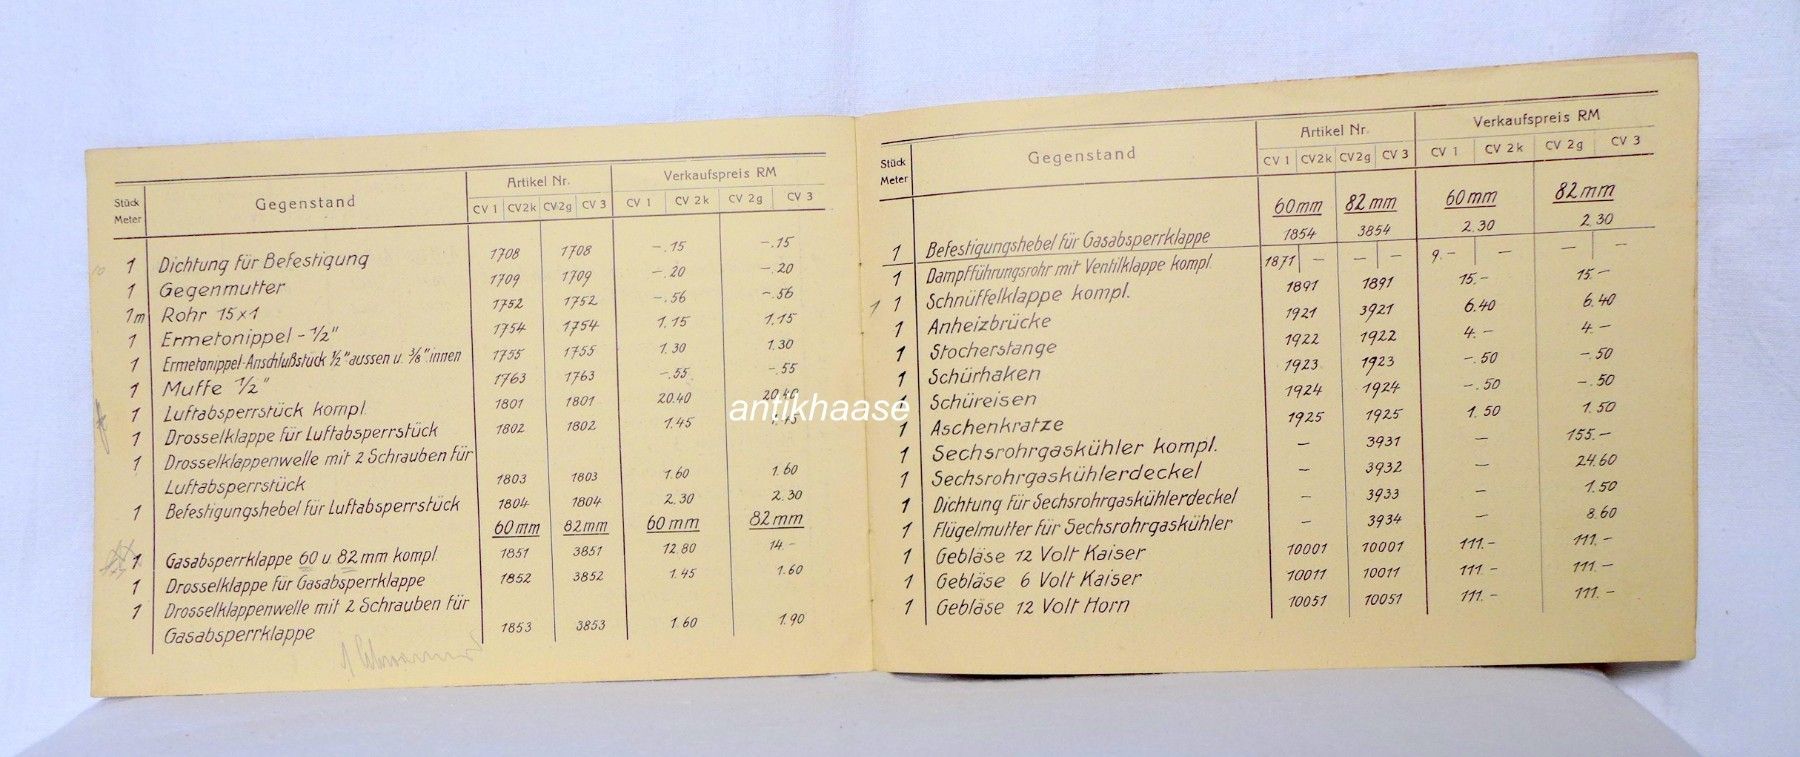 Stück Meter Gegenstand Artikel Nr. Verkaufspreis RM
CV 1 CV2k CV2g CV 3 CV 1 CV 2k CV 2g CV 3
1 Dichtung für Befestigung 1708 1708 –.15 –.15
1 Gegenmutter 1709 1709 –.20 –.20
1m Rohr 15×1 1752 1752 –.56 –.56
1 Ermetonippel – 1/2" 1754 1754 1.15 1.15
1 Ermetonippel-Anschlußstück 1/2" aussen u. 3/8" innen 1755 1755 1.30 1.30
1 Muffe 1/2" 1763 1763 –.55 –.55
1 Luftabsperrstück kompl. 1801 1801 20.40 20.40
1 Drosselklappe für Luftabsperrstück 1802 1802 1.45 1.45
1 Drosselklappenwelle mit 2 Schrauben für
Luftabsperrstück 1803 1803 1.60 1.60
1 Befestigungshebel für Luftabsperrstück 1804 1804 2.30 2.30
60 mm 82 mm 60 mm 82 mm
1 Gasabsperrklappe 60 u. 82 mm kompl. 1851 3851 12.80 14.–
1 Drosselklappe für Gasabsperrklappe 1852 3852 1.45 1.60
1 Drosselklappenwelle mit 2 Schrauben für
Gasabsperrklappe 1853 3853 1.60 1.90
Stück Meter Gegenstand Artikel Nr. Verkaufspreis RM
CV 1 CV2k CV2g CV 3 CV 1 CV 2k CV 2g CV 3
60 mm 82 mm 60 mm 82 mm
1 Befestigungshebel für Gasabsperrklappe 1854 3854 2.30 2.30
1 Dampfführungsrohr mit Ventilklappe kompl. 1871 – – – 9.– – – –
1 1 Schnüffelklappe kompl. 1891 1891 15.– 15.–
1 Anheizbrücke 1921 3921 6.40 6.40
1 Stocherstange 1922 1922 4.– 4.–
1 Schürhaken 1923 1923 –.50 –.50
1 Schüreisen 1924 1924 –.50 –.50
1 Aschenkratze 1925 1925 1.50 1.50
1 Sechsrohrgaskühler kompl. – 3931 – 155.–
1 Sechsrohrgaskühlerdeckel – 3932 – 24.60
1 Dichtung für Sechsrohrgaskühlerdeckel – 3933 – 1.50
1 Flügelmutter für Sechsrohrgaskühler – 3934 – 8.60
1 Gebläse 12 Volt Kaiser 10001 10001 111.– 111.–
1 Gebläse 6 Volt Kaiser 10011 10011 111.– 111.–
1 Gebläse 12 Volt Horn 10051 10051 111.– 111.–
antikhaase